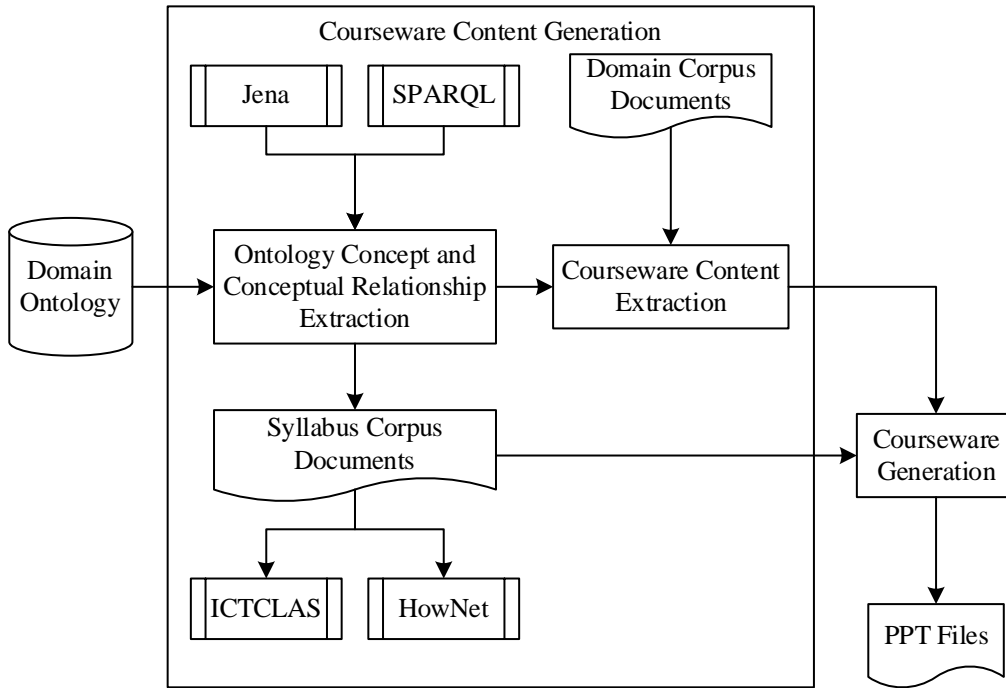 Courseware Content Generation
Jena
SPARQL
Domain Corpus
Documents
Domain
Ontology
Ontology Concept and
Conceptual Relationship
Extraction
Courseware Content
Extraction
Syllabus Corpus
Documents
Courseware
Generation
ICTCLAS
HowNet
PPT Files